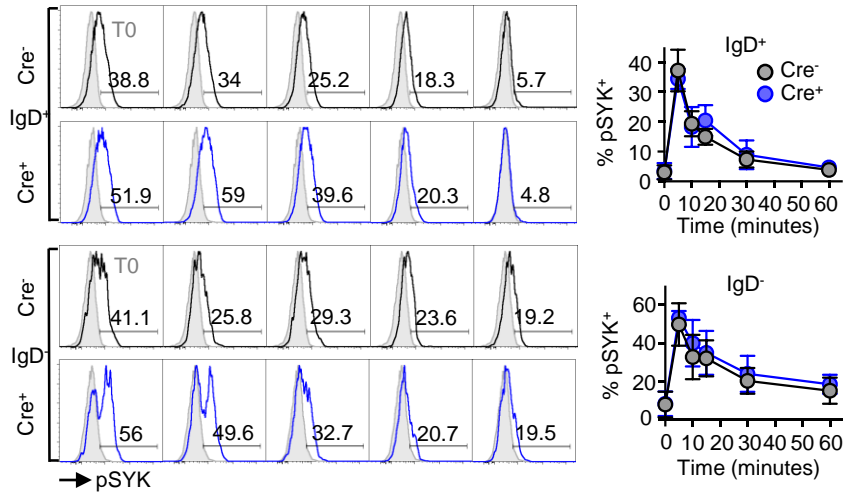 IgD⁺
Cre⁻
T0
38.8
34
25.2
18.3
5.7
Cre⁺
51.9
59
39.6
20.3
4.8
IgD⁻
Cre⁻
T0
41.1
25.8
29.3
23.6
19.2
Cre⁺
56
49.6
32.7
20.7
19.5
pSYK
IgD⁺
Cre⁻
Cre⁺
% pSYK⁺
40
30
20
10
0
0 10 20 30 40 50 60
Time (minutes)
IgD⁻
% pSYK⁺
60
40
20
0
0 10 20 30 40 50 60
Time (minutes)